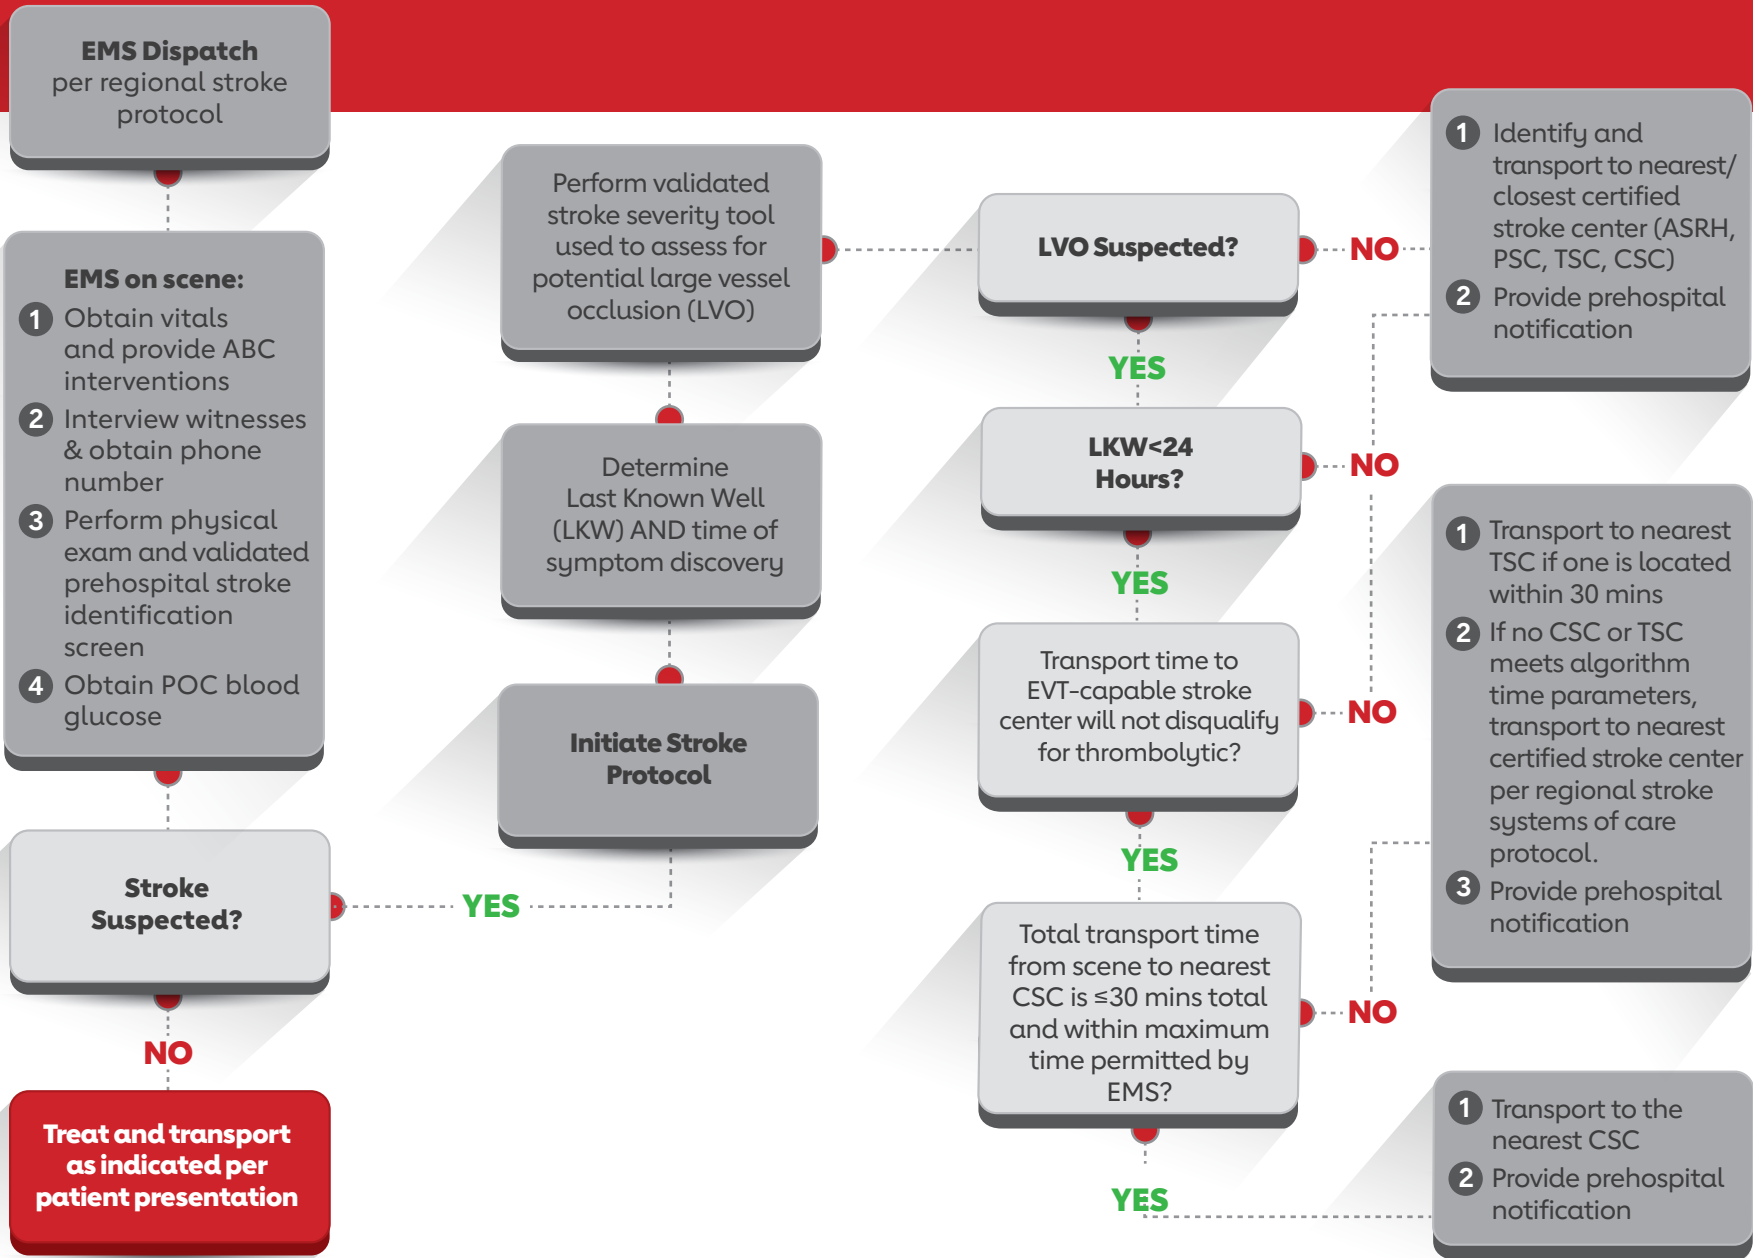 EMS Dispatch
per regional stroke
protocol
EMS on scene:
1 Obtain vitals
and provide ABC
interventions
2 Interview witnesses
& obtain phone
number
3 Perform physical
exam and validated
prehospital stroke
identification
screen
4 Obtain POC blood
glucose
Stroke
Suspected?
NO
Treat and transport
as indicated per
patient presentation
YES
Initiate Stroke
Protocol
Determine
Last Known Well
(LKW) AND time of
symptom discovery
Perform validated
stroke severity tool
used to assess for
potential large vessel
occlusion (LVO)
LVO Suspected?
NO
YES
LKW<24
Hours?
NO
YES
Transport time to
EVT-capable stroke
center will not disqualify
for thrombolytic?
NO
YES
Total transport time
from scene to nearest
CSC is ≤30 mins total
and within maximum
time permitted by
EMS?
NO
YES
1 Identify and
transport to nearest/
closest certified
stroke center (ASRH,
PSC, TSC, CSC)
2 Provide prehospital
notification
1 Transport to nearest
TSC if one is located
within 30 mins
2 If no CSC or TSC
meets algorithm
time parameters,
transport to nearest
certified stroke center
per regional stroke
systems of care
protocol.
3 Provide prehospital
notification
1 Transport to the
nearest CSC
2 Provide prehospital
notification